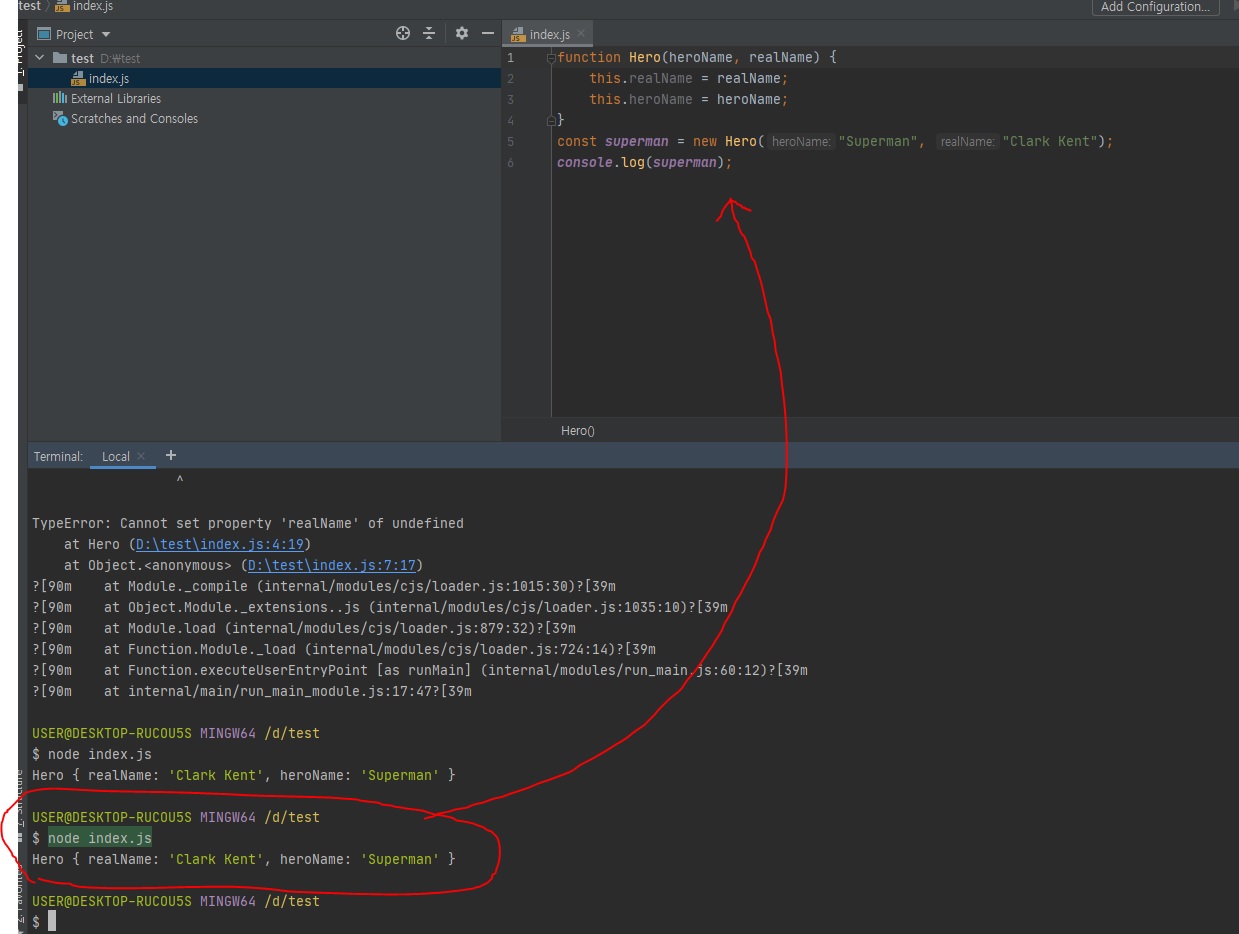 test 〉 index.js
Add Configuration...
Project
test D:₩test
index.js
External Libraries
Scratches and Consoles
index.js
1 function Hero(heroName, realName) {
2 this.realName = realName;
3 this.heroName = heroName;
4 }
5 const superman = new Hero( heroName: "Superman", realName: "Clark Kent");
6 console.log(superman);
Hero()
Terminal: Local +
^
TypeError: Cannot set property 'realName' of undefined
at Hero (D:\test\index.js:4:19)
at Object.<anonymous> (D:\test\index.js:7:17)
?[90m at Module._compile (internal/modules/cjs/loader.js:1015:30)?[39m
?[90m at Object.Module._extensions..js (internal/modules/cjs/loader.js:1035:10)?[39m
?[90m at Module.load (internal/modules/cjs/loader.js:879:32)?[39m
?[90m at Function.Module._load (internal/modules/cjs/loader.js:724:14)?[39m
?[90m at Function.executeUserEntryPoint [as runMain] (internal/modules/run_main.js:60:12)?[39m
?[90m at internal/main/run_main_module.js:17:47?[39m
USER@DESKTOP-RUCOU5S MINGW64 /d/test
$ node index.js
Hero { realName: 'Clark Kent', heroName: 'Superman' }
USER@DESKTOP-RUCOU5S MINGW64 /d/test
$ node index.js
Hero { realName: 'Clark Kent', heroName: 'Superman' }
USER@DESKTOP-RUCOU5S MINGW64 /d/test
$